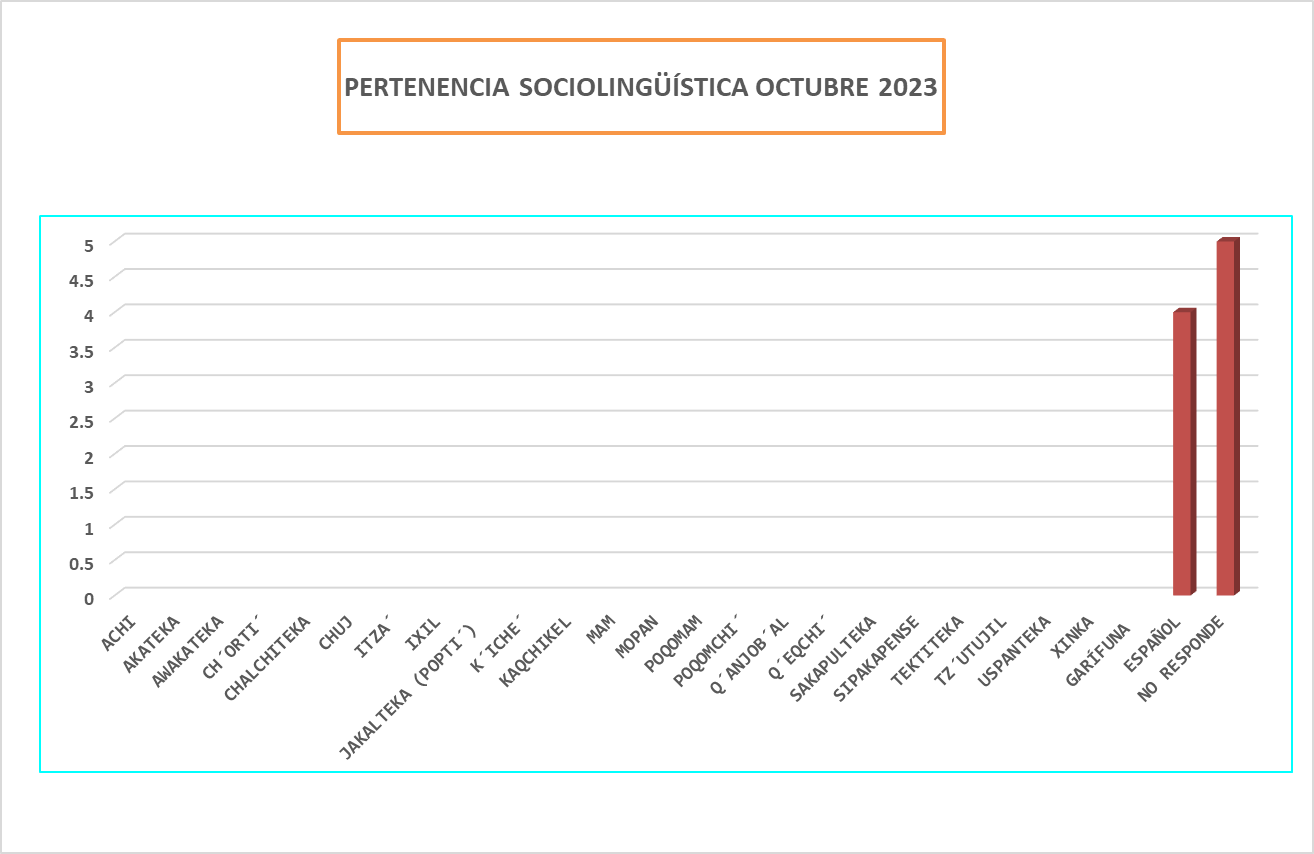 PERTENENCIA SOCIOLINGÜÍSTICA OCTUBRE 2023
5
4.5
4
3.5
3
2.5
2
1.5
1
0.5
0
ACHI
AKATEKA
AWAKATEKA
CH´ORTI´
CHALCHITEKA
CHUJ
ITZA´
IXIL
JAKALTEKA (POPTI´)
K´ICHE´
KAQCHIKEL
MAM
MOPAN
POQOMAM
POQOMCHI´
Q´ANJOB´AL
Q´EQCHI´
SAKAPULTEKA
SIPAKAPENSE
TEKTITEKA
TZ´UTUJIL
USPANTEKA
XINKA
GARÍFUNA
ESPAÑOL
NO RESPONDE